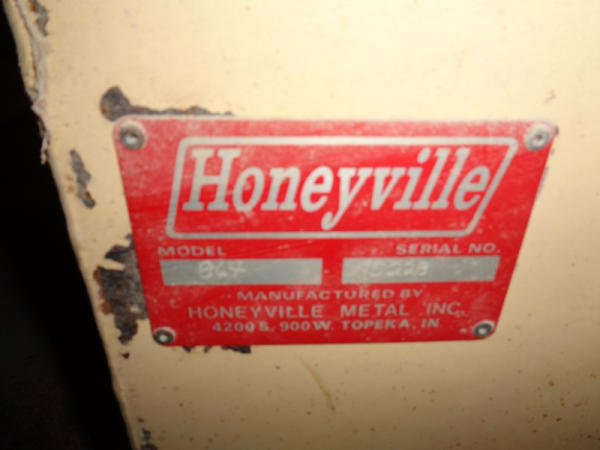 Honeyville
MODEL SERIAL NO.
MANUFACTURED BY
HONEYVILLE METAL INC.
4200 S. 900 W. TOPEKA, IN